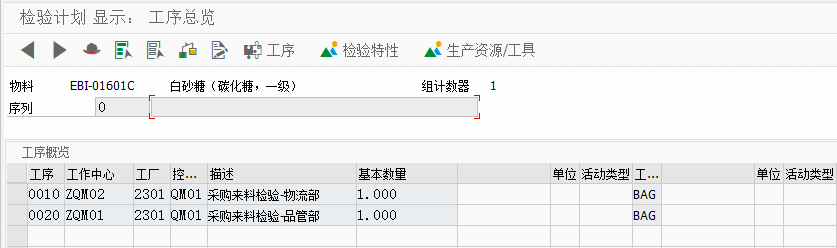 检验计划 显示： 工序总览
工序 检验特性 生产资源/工具
物料 EBI-01601C 白砂糖（碳化糖，一级） 组计数器 1
序列 0
工序概览
工序 工作中心 工厂 控... 描述 基本数量 单位 活动类型 工... 单位 活动类型
0010 ZQM02 2301 QM01 采购来料检验-物流部 1.000 BAG
0020 ZQM01 2301 QM01 采购来料检验-品管部 1.000 BAG